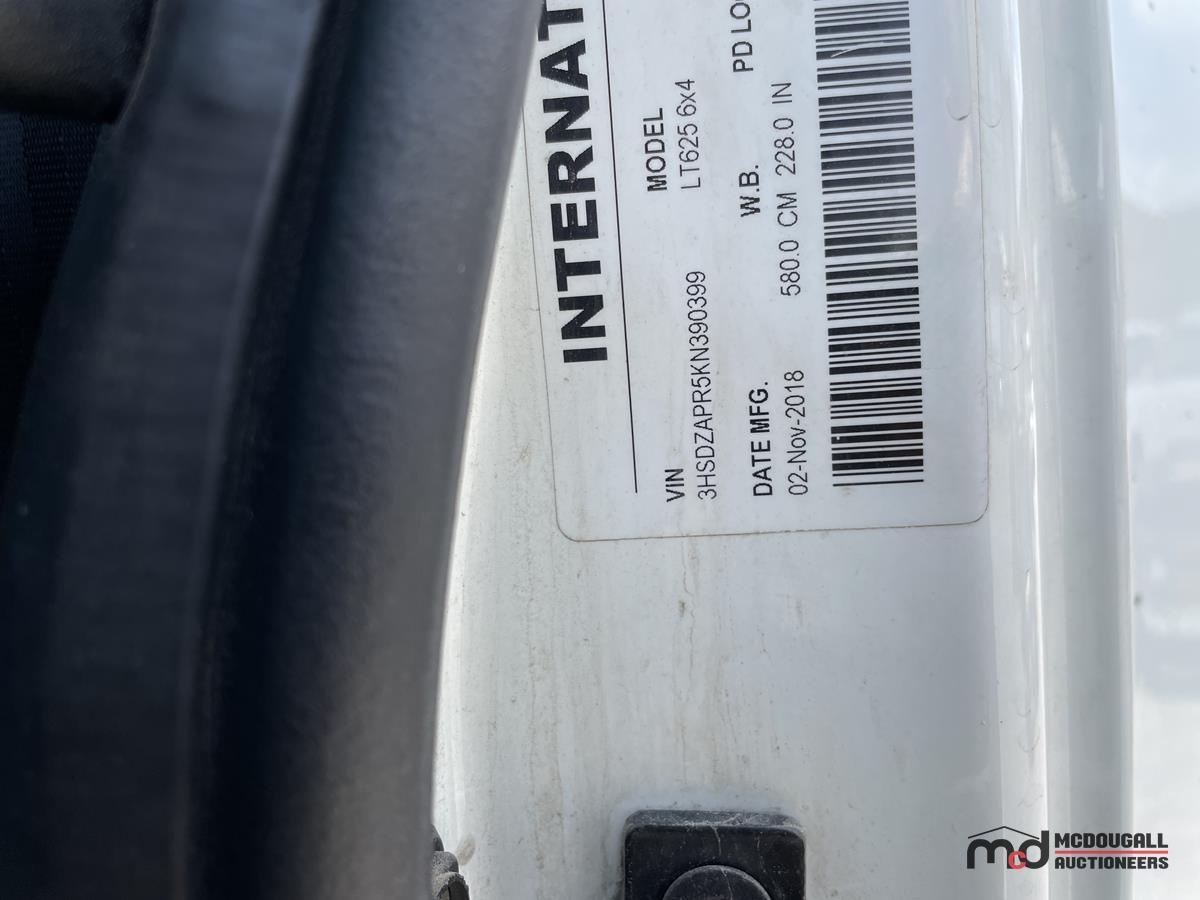 INTERNAT
MODEL
LT625 6x4
VIN
3HSDZAPR5KN390399
W.B. PD LO
580.0 CM 228.0 IN
DATE MFG.
02-Nov-2018
mcd MCDOUGALL
AUCTIONEERS